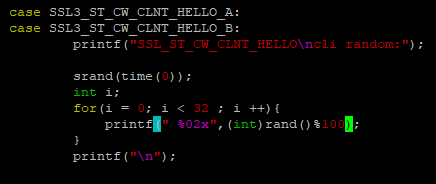 case SSL3_ST_CW_CLNT_HELLO_A:
case SSL3_ST_CW_CLNT_HELLO_B:
printf("SSL_ST_CW_CLNT_HELLO\ncli random:");
srand(time(0));
int i;
for(i = 0; i < 32 ; i ++){
printf(" %02x",(int)rand()%100);
}
printf("\n");